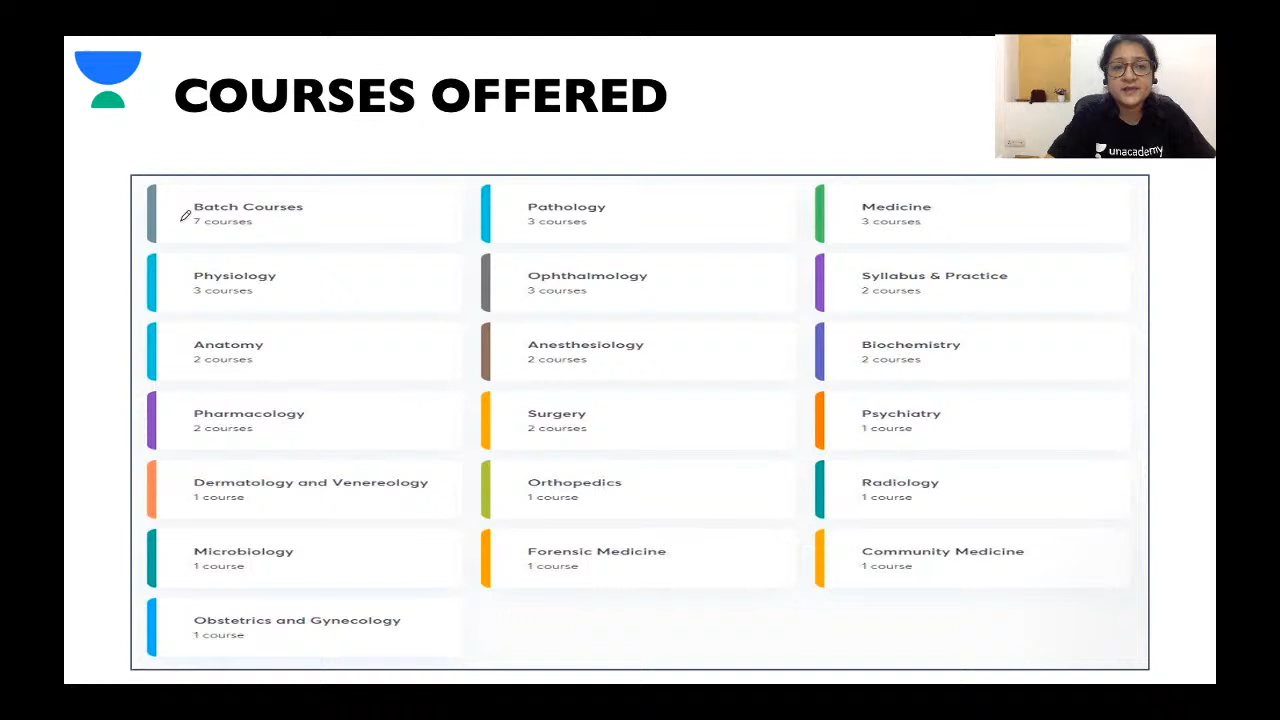 COURSES OFFERED
unacademy
Batch Courses
7 courses
Pathology
3 courses
Medicine
3 courses
Physiology
3 courses
Ophthalmology
3 courses
Syllabus & Practice
2 courses
Anatomy
2 courses
Anesthesiology
2 courses
Biochemistry
2 courses
Pharmacology
2 courses
Surgery
2 courses
Psychiatry
1 course
Dermatology and Venereology
1 course
Orthopedics
1 course
Radiology
1 course
Microbiology
1 course
Forensic Medicine
1 course
Community Medicine
1 course
Obstetrics and Gynecology
1 course